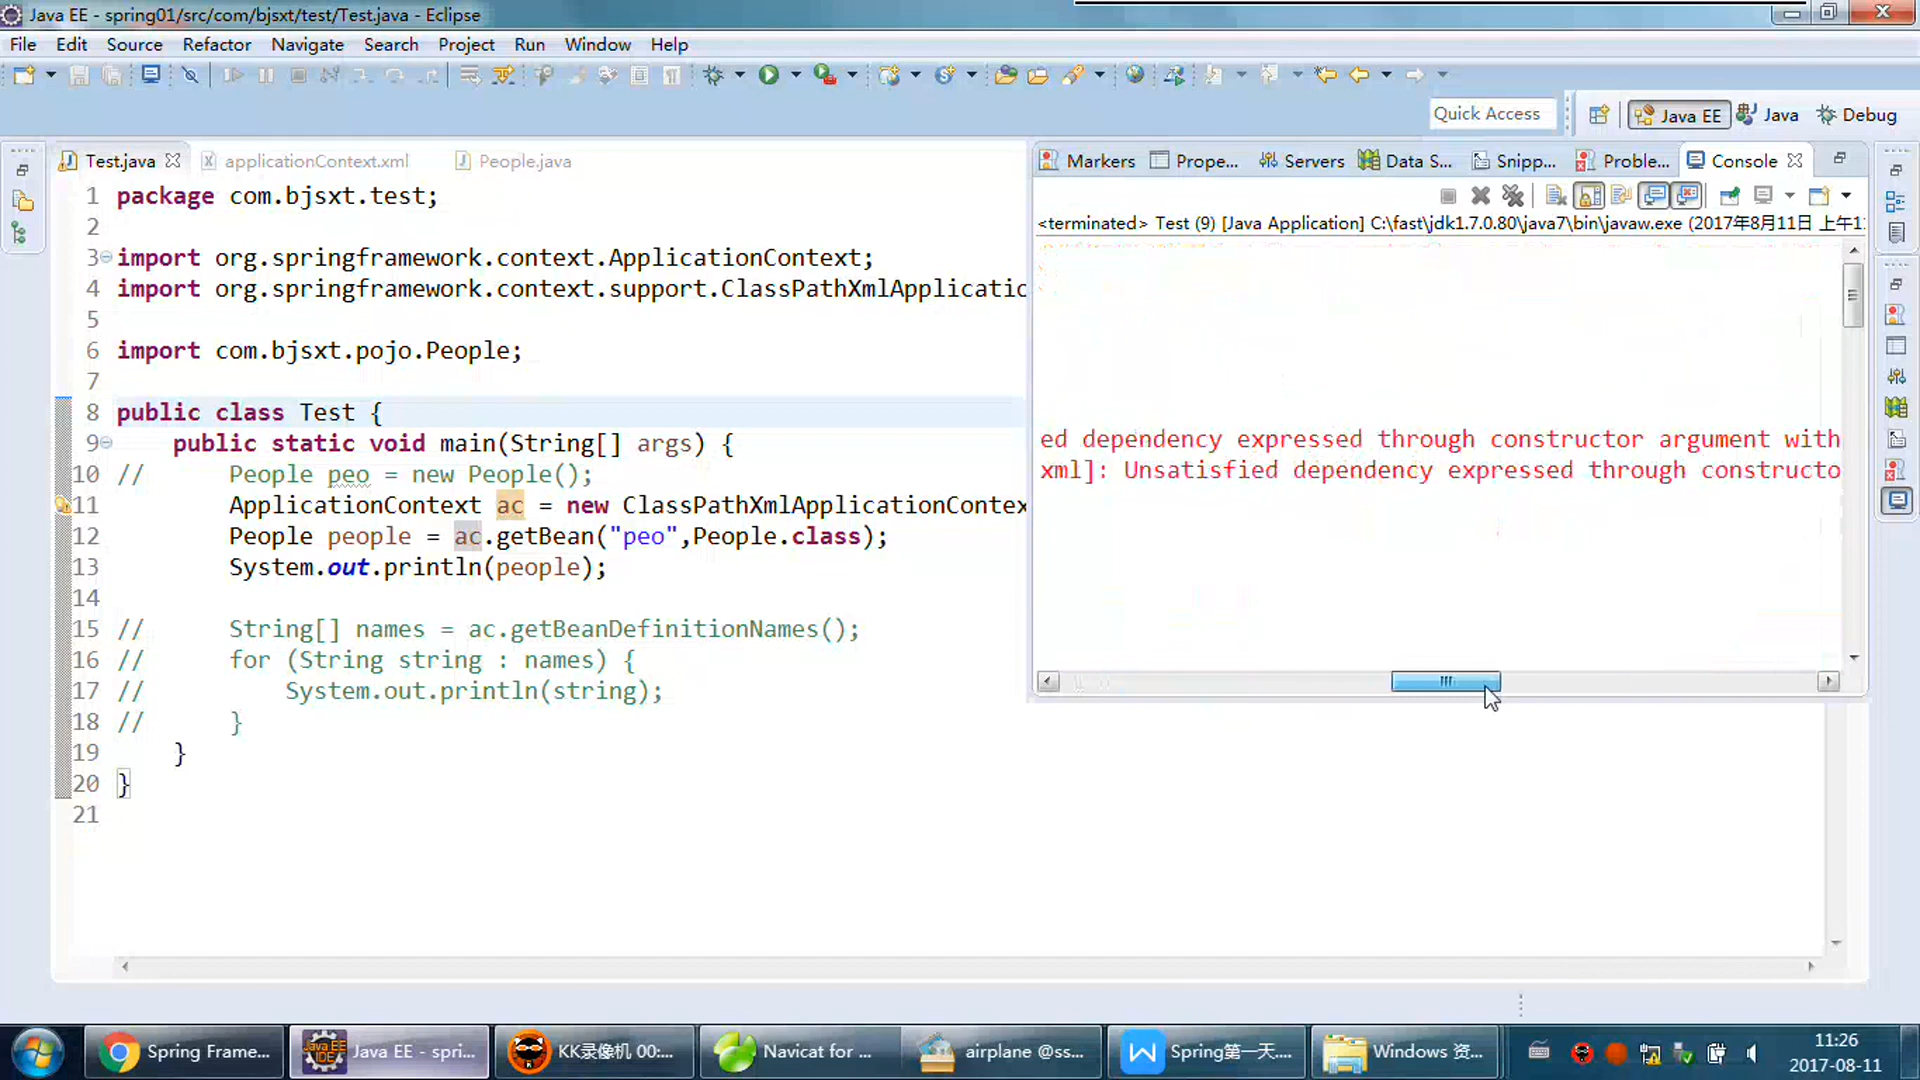 Java EE - spring01/src/com/bjsxt/test/Test.java - Eclipse
File Edit Source Refactor Navigate Search Project Run Window Help
Quick Access
Java EE Java Debug
Test.java applicationContext.xml People.java
1 package com.bjsxt.test;
2
3 import org.springframework.context.ApplicationContext;
4 import org.springframework.context.support.ClassPathXmlApplicatio
5
6 import com.bjsxt.pojo.People;
7
8 public class Test {
9 public static void main(String[] args) {
10 // People peo = new People();
11 ApplicationContext ac = new ClassPathXmlApplicationContex
12 People people = ac.getBean("peo",People.class);
13 System.out.println(people);
14
15 // String[] names = ac.getBeanDefinitionNames();
16 // for (String string : names) {
17 // System.out.println(string);
18 // }
19 }
20 }
21
Markers Prope... Servers Data S... Snipp... Proble... Console
<terminated> Test (9) [Java Application] C:\fast\jdk1.7.0.80\java7\bin\javaw.exe (2017年8月11日 上午1
ed dependency expressed through constructor argument with
xml]: Unsatisfied dependency expressed through constructo
Spring Frame... Java EE - spri... KK录像机 00:... Navicat for ... airplane @ss... Spring第一天.... Windows 资...
11:26
2017-08-11